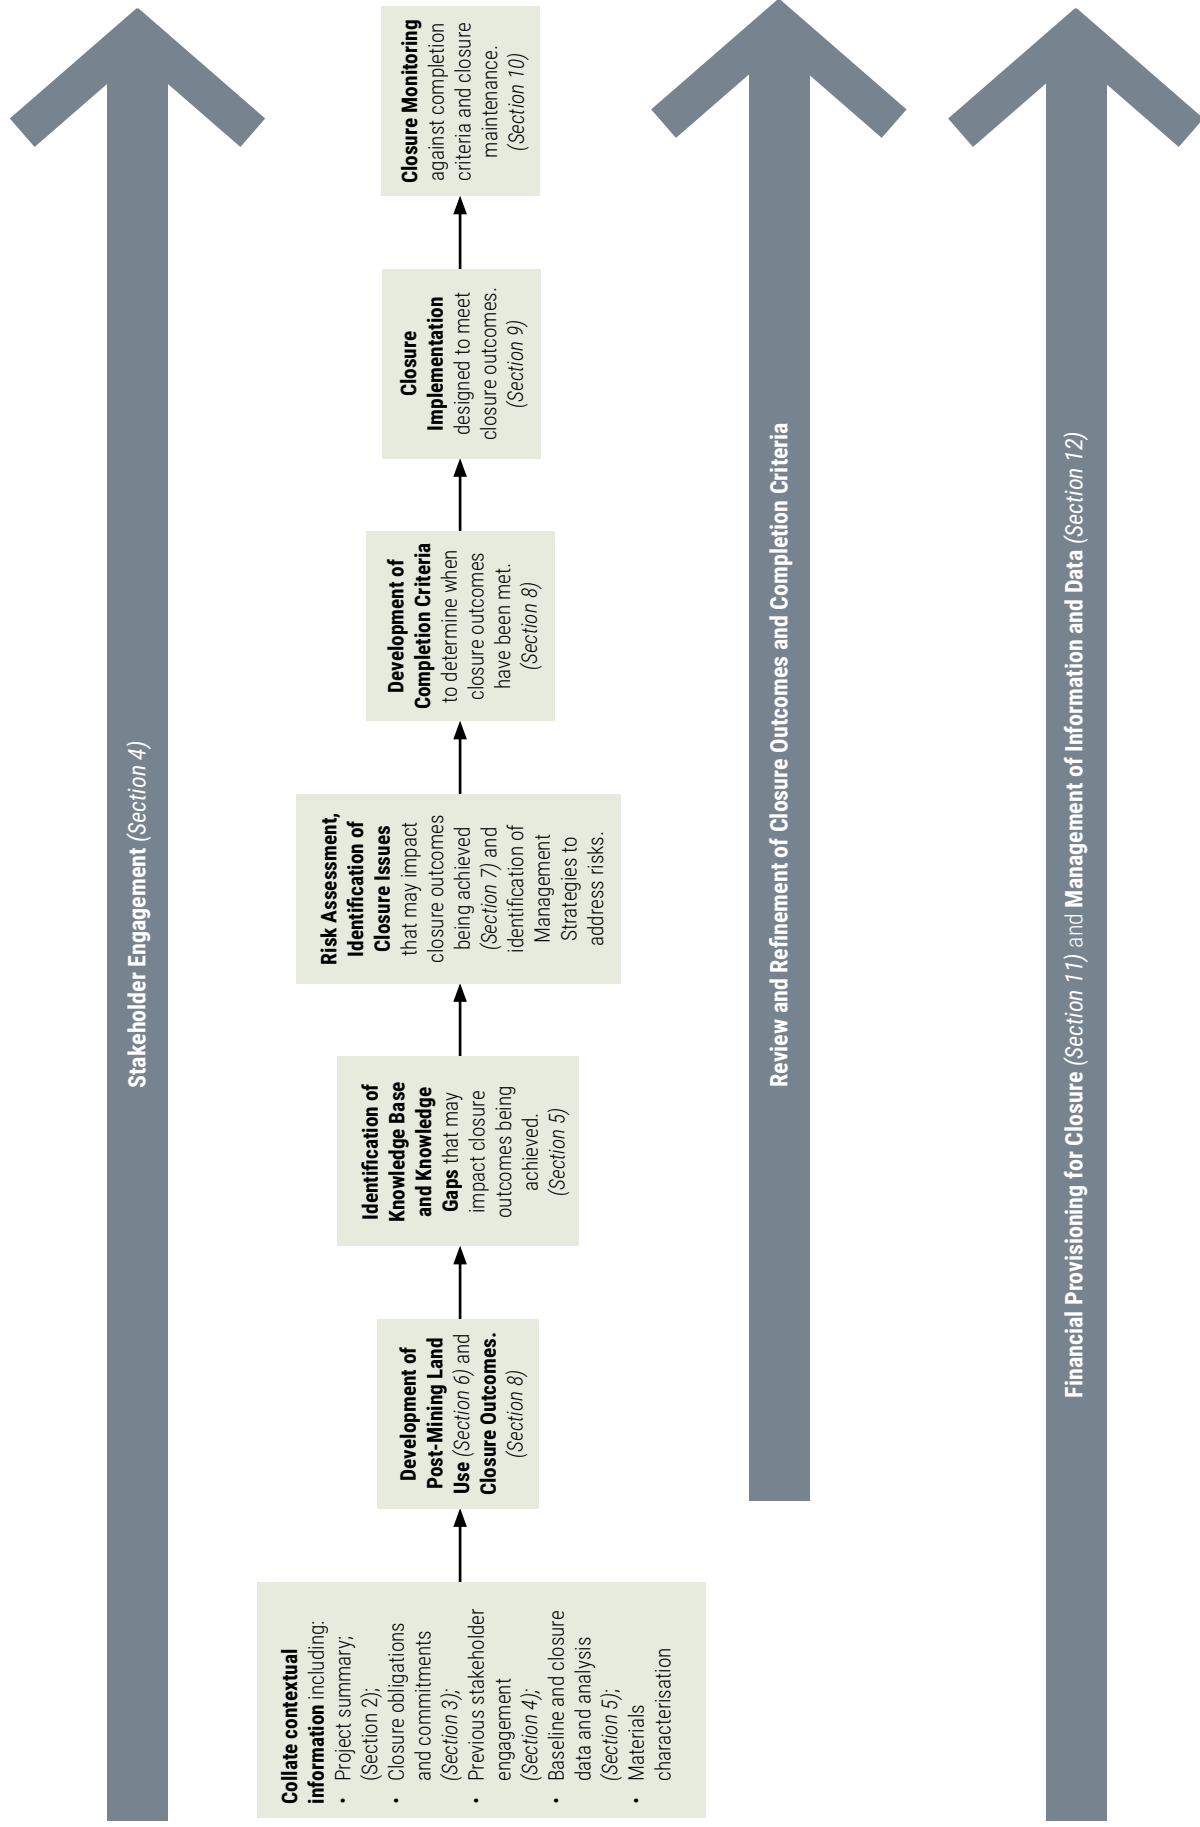 Stakeholder Engagement (Section 4)
Collate contextual
information including:
• Project summary;
(Section 2);
• Closure obligations
and commitments
(Section 3);
• Previous stakeholder
engagement
(Section 4);
• Baseline and closure
data and analysis
(Section 5);
• Materials
characterisation
Development of
Post-Mining Land
Use (Section 6) and
Closure Outcomes.
(Section 8)
Identification of
Knowledge Base
and Knowledge
Gaps that may
impact closure
outcomes being
achieved.
(Section 5)
Risk Assessment,
Identification of
Closure Issues
that may impact
closure outcomes
being achieved
(Section 7) and
identification of
Management
Strategies to
address risks.
Development of
Completion Criteria
to determine when
closure outcomes
have been met.
(Section 8)
Closure
Implementation
designed to meet
closure outcomes.
(Section 9)
Closure Monitoring
against completion
criteria and closure
maintenance.
(Section 10)
Review and Refinement of Closure Outcomes and Completion Criteria
Financial Provisioning for Closure (Section 11) and Management of Information and Data (Section 12)